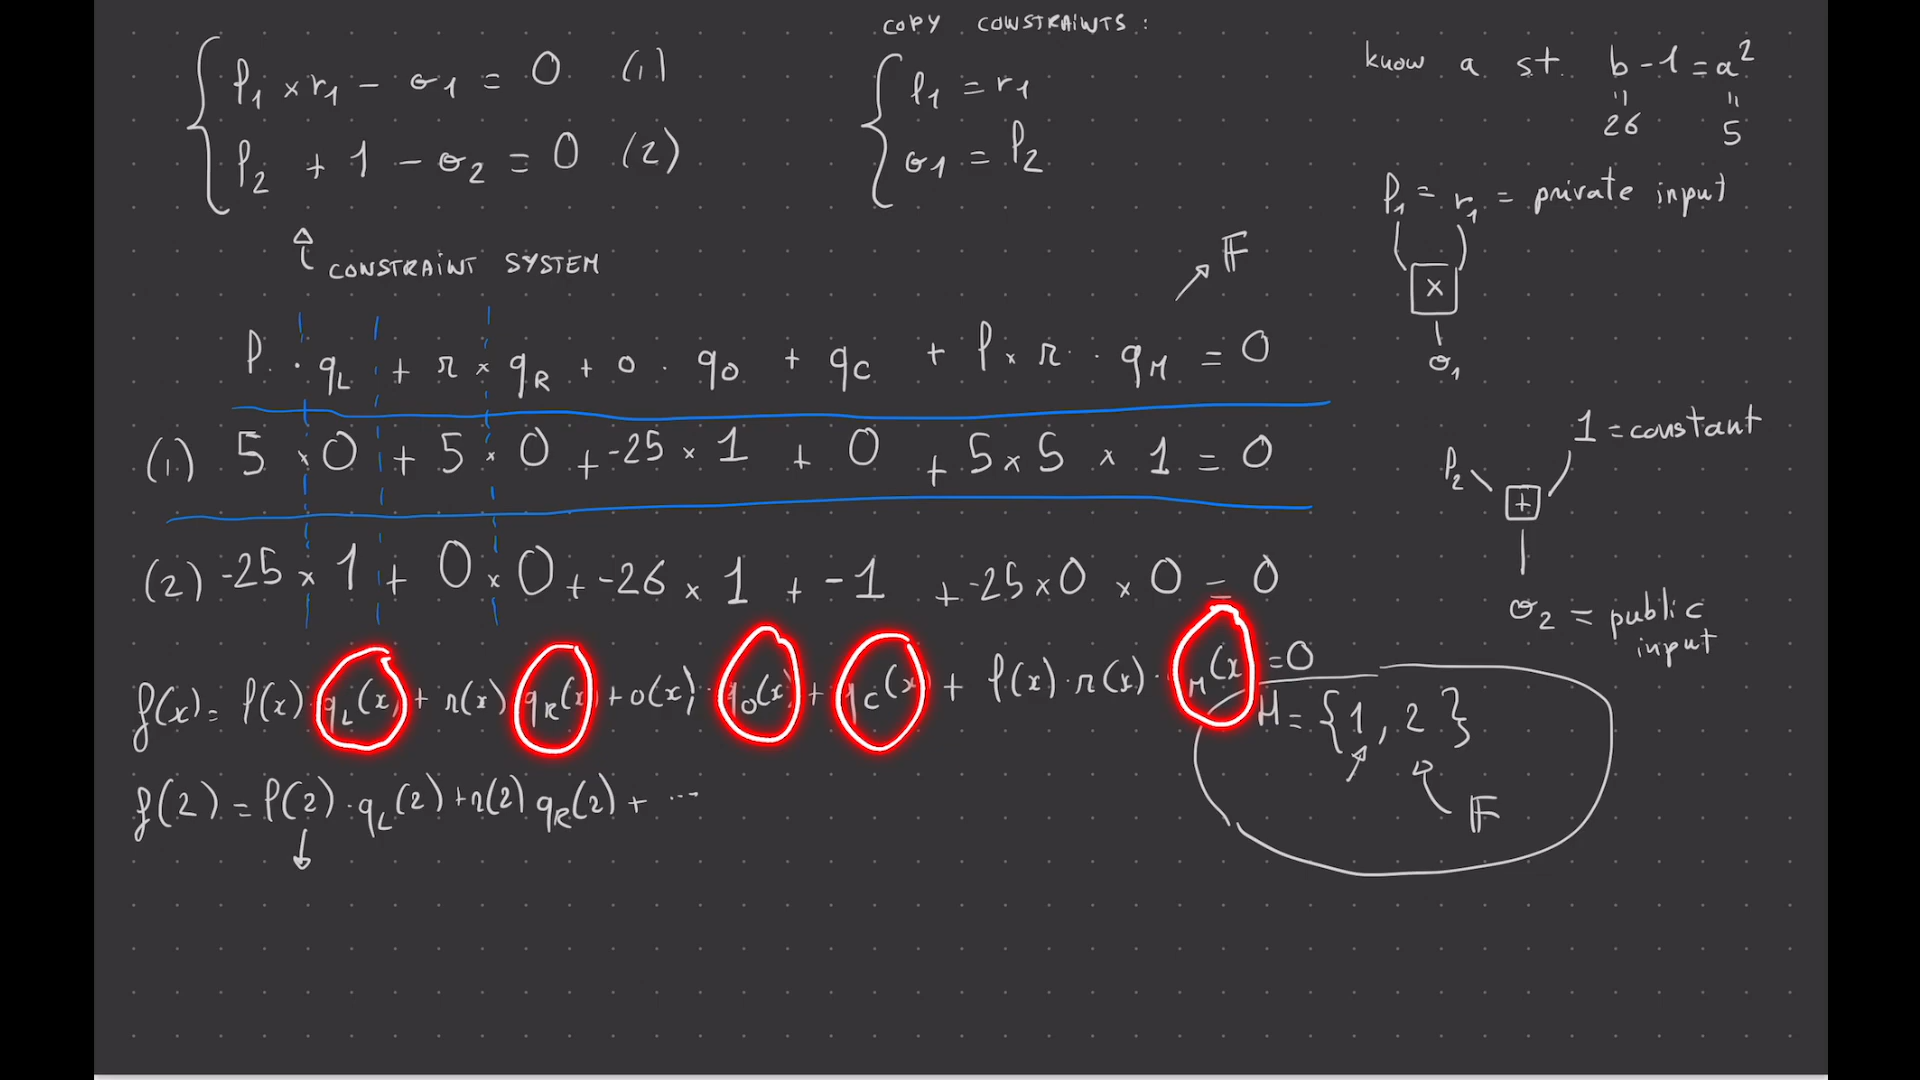 COPY CONSTRAINTS:
l₁ × r₁ - o₁ = 0 (1)
l₂ + 1 - o₂ = 0 (2)
CONSTRAINT SYSTEM
l₁ = r₁
o₁ = l₂
know a st. b - 1 = a²
" "
26 5
l₁ = r₁ = private input
×
o₁
𝔽
l · q_L + r × q_R + o · q_O + q_C + l × r · q_M = 0
(1) 5 × 0 + 5 × 0 + -25 × 1 + 0 + 5 × 5 × 1 = 0
(2) -25 × 1 + 0 × 0 + -26 × 1 + -1 + -25 × 0 × 0 = 0
1 = constant
l₂
+
o₂ = public
input
f(x) = l(x) · q_L(x) + r(x) q_R(x) + o(x) · q_O(x) + q_C(x) + l(x) · r(x) · _M(x = 0
H = {1, 2}
𝔽
f(2) = l(2) · q_L(2) + r(2) q_R(2) + ...